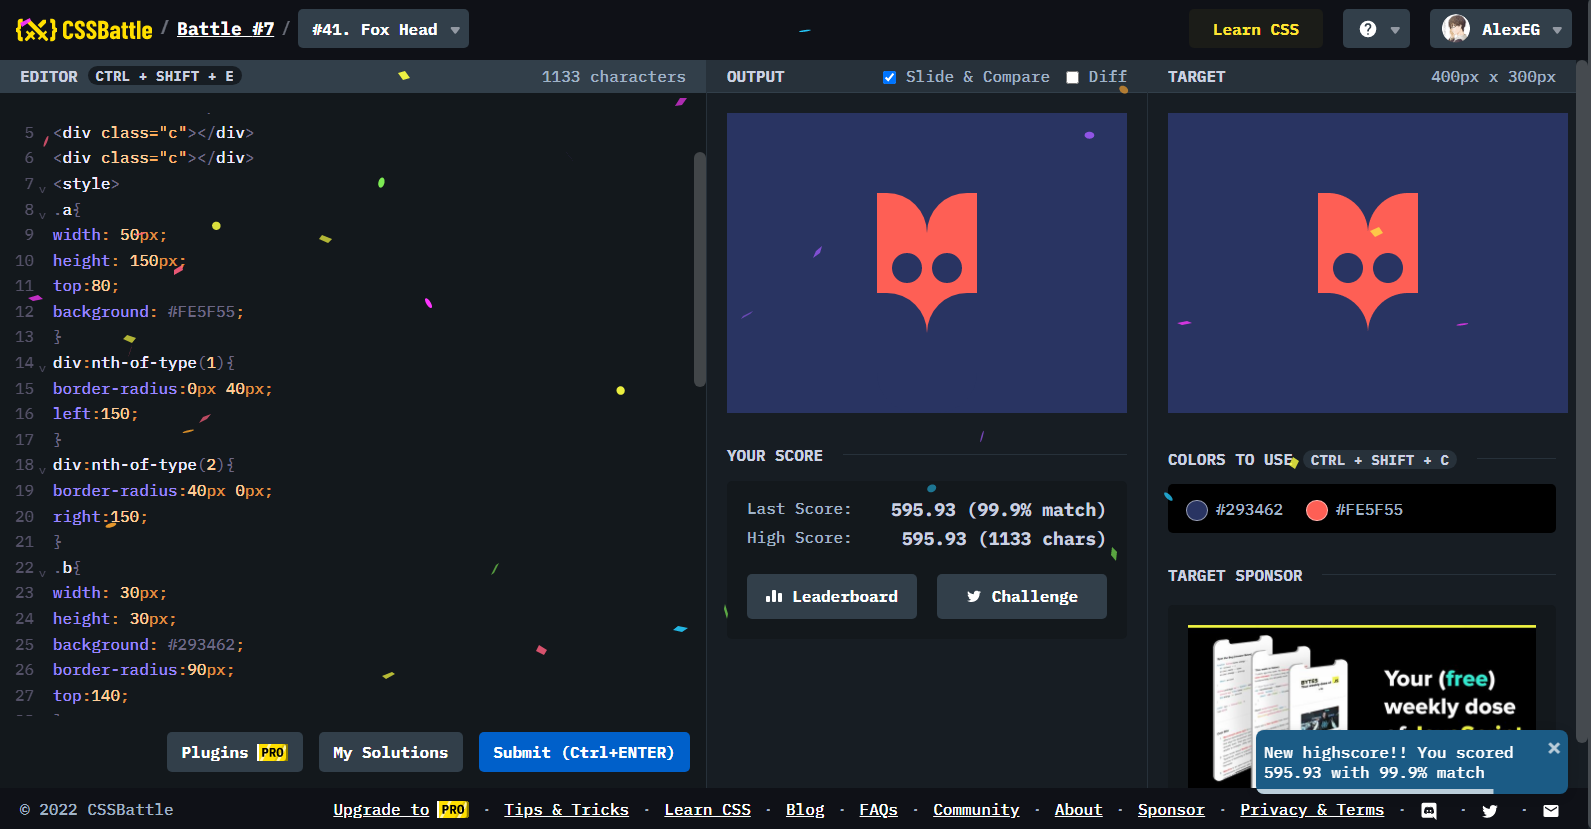 CSSBattle / Battle #7 / #41. Fox Head
Learn CSS
AlexEG
EDITOR CTRL + SHIFT + E 1133 characters
5 <div class="c"></div>
6 <div class="c"></div>
7 <style>
8 .a{
9 width: 50px;
10 height: 150px;
11 top:80;
12 background: #FE5F55;
13 }
14 div:nth-of-type(1){
15 border-radius:0px 40px;
16 left:150;
17 }
18 div:nth-of-type(2){
19 border-radius:40px 0px;
20 right:150;
21 }
22 .b{
23 width: 30px;
24 height: 30px;
25 background: #293462;
26 border-radius:90px;
27 top:140;
Plugins PRO
My Solutions
Submit (Ctrl+ENTER)
OUTPUT Slide & Compare Diff
YOUR SCORE
Last Score: 595.93 (99.9% match)
High Score: 595.93 (1133 chars)
Leaderboard
Challenge
TARGET 400px x 300px
COLORS TO USE CTRL + SHIFT + C
#293462 #FE5F55
TARGET SPONSOR
BYTES
Your (free)
weekly dose
New highscore!! You scored
595.93 with 99.9% match
© 2022 CSSBattle
Upgrade to PRO · Tips & Tricks · Learn CSS · Blog · FAQs · Community · About · Sponsor · Privacy & Terms · · ·